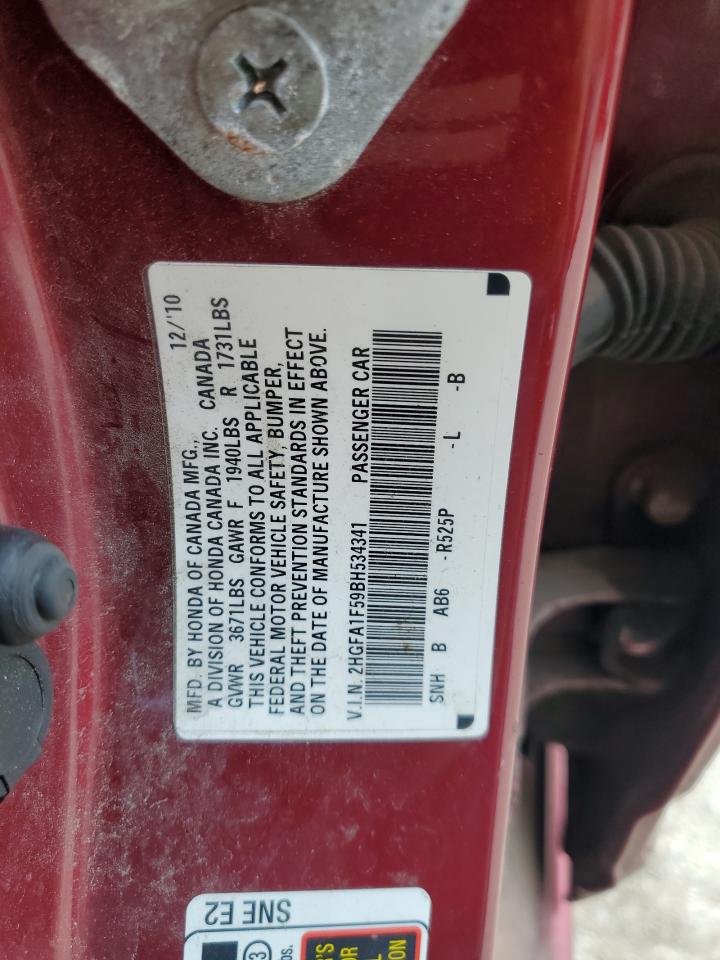 MFD. BY HONDA OF CANADA MFG., 12/'10
A DIVISION OF HONDA CANADA INC. CANADA
GVWR 3671LBS GAWR F 1940LBS R 1731LBS
THIS VEHICLE CONFORMS TO ALL APPLICABLE
FEDERAL MOTOR VEHICLE SAFETY, BUMPER,
AND THEFT PREVENTION STANDARDS IN EFFECT
ON THE DATE OF MANUFACTURE SHOWN ABOVE.
V.I.N. 2HGFA1F59BH534341 PASSENGER CAR
SNH B AB6 -R525P -L -B
SNE E2
3